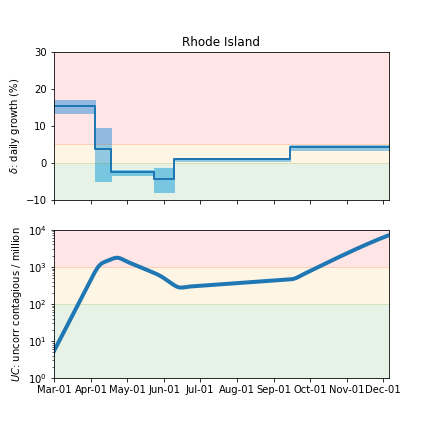 Rhode Island
30
20
10
0
−10
δ: daily growth (%)
10⁴
10³
10²
10¹
10⁰
UC: uncorr contagious / million
Mar-01 Apr-01 May-01 Jun-01 Jul-01 Aug-01 Sep-01 Oct-01 Nov-01 Dec-01